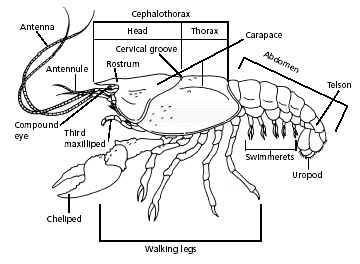 Cephalothorax
Antenna
Head
Thorax
Carapace
Cervical groove
Rostrum
Abdomen
Antennule
Telson
Compound
eye
Third
maxilliped
Swimmerets
Uropod
Cheliped
Walking legs